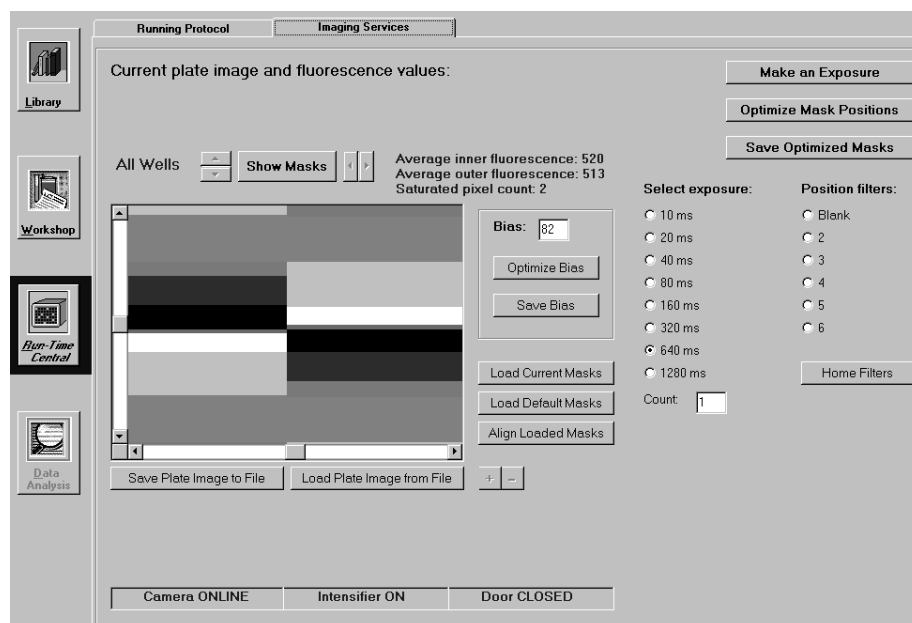 Running Protocol
Imaging Services
Library
Workshop
Run-Time
Central
Data
Analysis
Current plate image and fluorescence values:
Make an Exposure
Optimize Mask Positions
Save Optimized Masks
All Wells
Show Masks
Average inner fluorescence: 520
Average outer fluorescence: 513
Saturated pixel count: 2
Bias: 82
Optimize Bias
Save Bias
Load Current Masks
Load Default Masks
Align Loaded Masks
Select exposure:
10 ms
20 ms
40 ms
80 ms
160 ms
320 ms
640 ms
1280 ms
Count: 1
Position filters:
Blank
2
3
4
5
6
Home Filters
Save Plate Image to File
Load Plate Image from File
+ -
Camera ONLINE
Intensifier ON
Door CLOSED